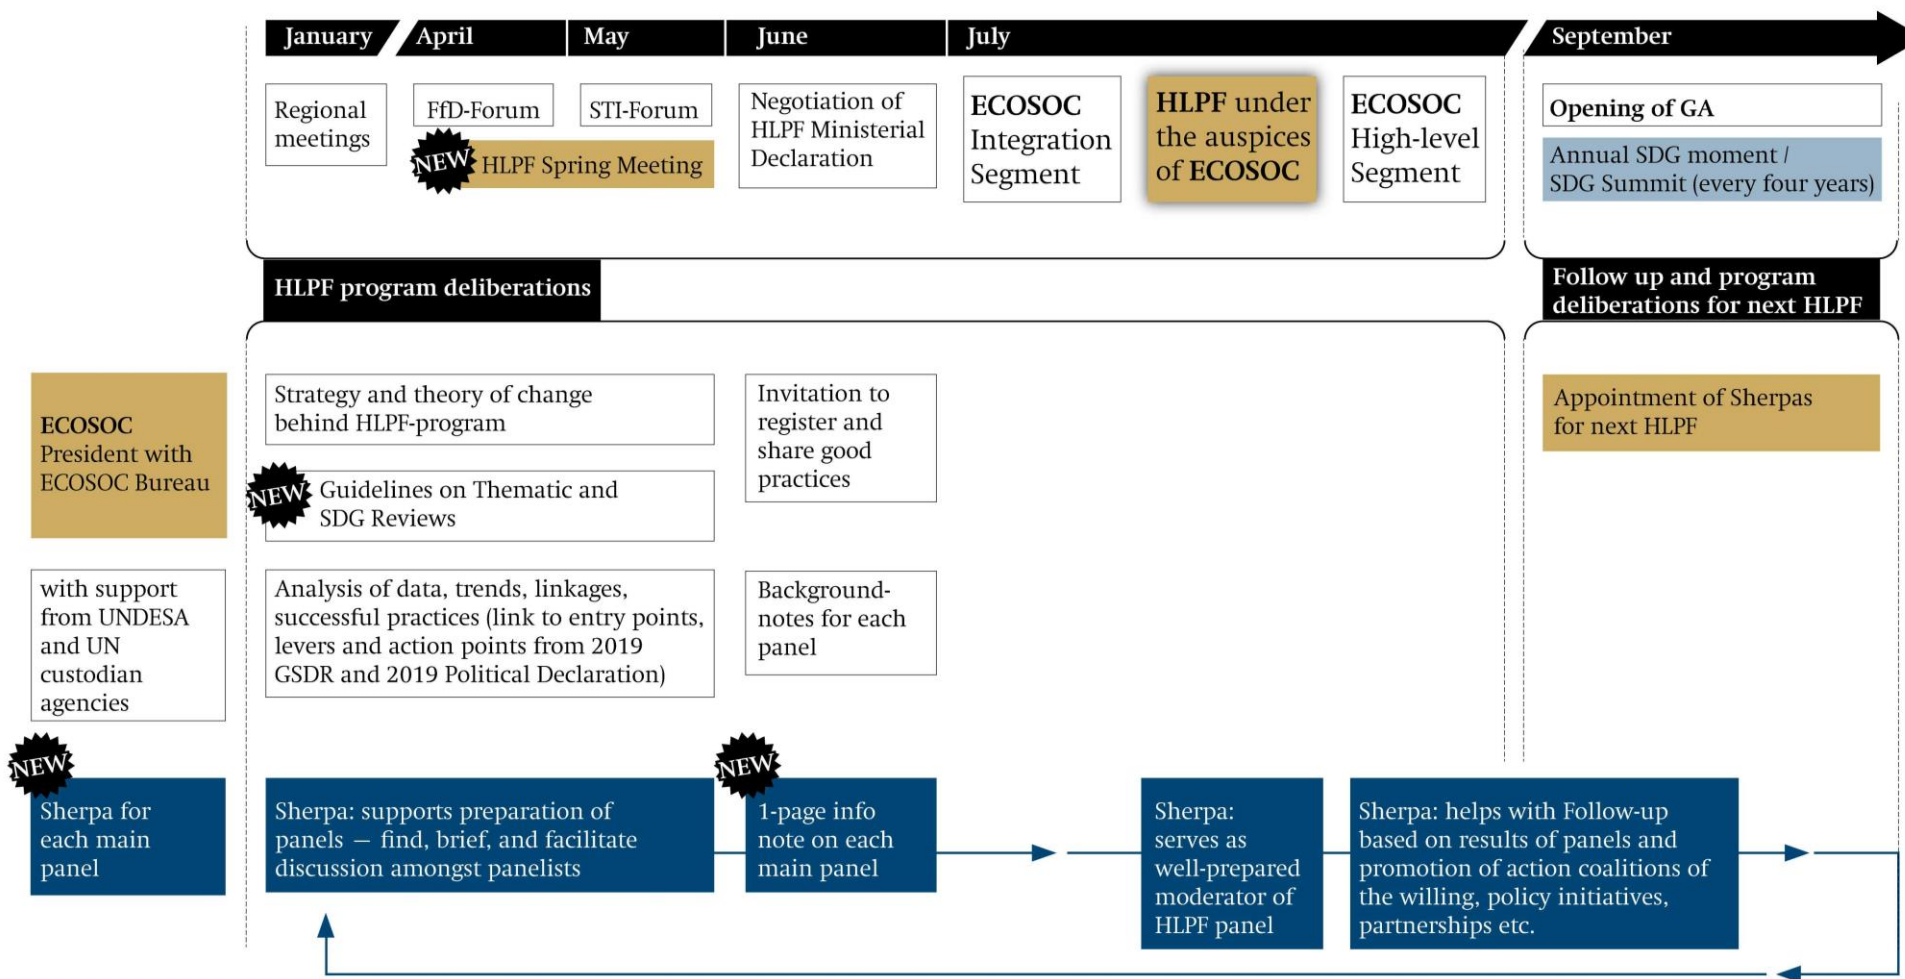 January
April
May
June
July
September
Regional
meetings
FfD-Forum
STI-Forum
NEW
HLPF Spring Meeting
Negotiation of
HLPF Ministerial
Declaration
ECOSOC
Integration
Segment
HLPF under
the auspices
of ECOSOC
ECOSOC
High-level
Segment
Opening of GA
Annual SDG moment /
SDG Summit (every four years)
HLPF program deliberations
Follow up and program
deliberations for next HLPF
ECOSOC
President with
ECOSOC Bureau
Strategy and theory of change
behind HLPF-program
NEW
Guidelines on Thematic and
SDG Reviews
Invitation to
register and
share good
practices
Appointment of Sherpas
for next HLPF
with support
from UNDESA
and UN
custodian
agencies
Analysis of data, trends, linkages,
successful practices (link to entry points,
levers and action points from 2019
GSDR and 2019 Political Declaration)
Background-
notes for each
panel
NEW
Sherpa for
each main
panel
Sherpa: supports preparation of
panels — find, brief, and facilitate
discussion amongst panelists
NEW
1-page info
note on each
main panel
Sherpa:
serves as
well-prepared
moderator of
HLPF panel
Sherpa: helps with Follow-up
based on results of panels and
promotion of action coalitions of
the willing, policy initiatives,
partnerships etc.